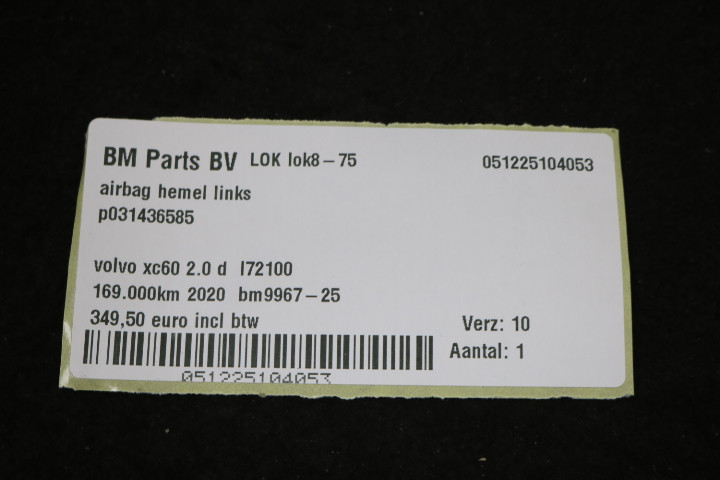 BM Parts BV LOK lok8-75 051225104053
airbag hemel links
p031436585
volvo xc60 2.0 d l72100
169.000km 2020 bm9967-25
349,50 euro incl btw Verz: 10
Aantal: 1
051225104053